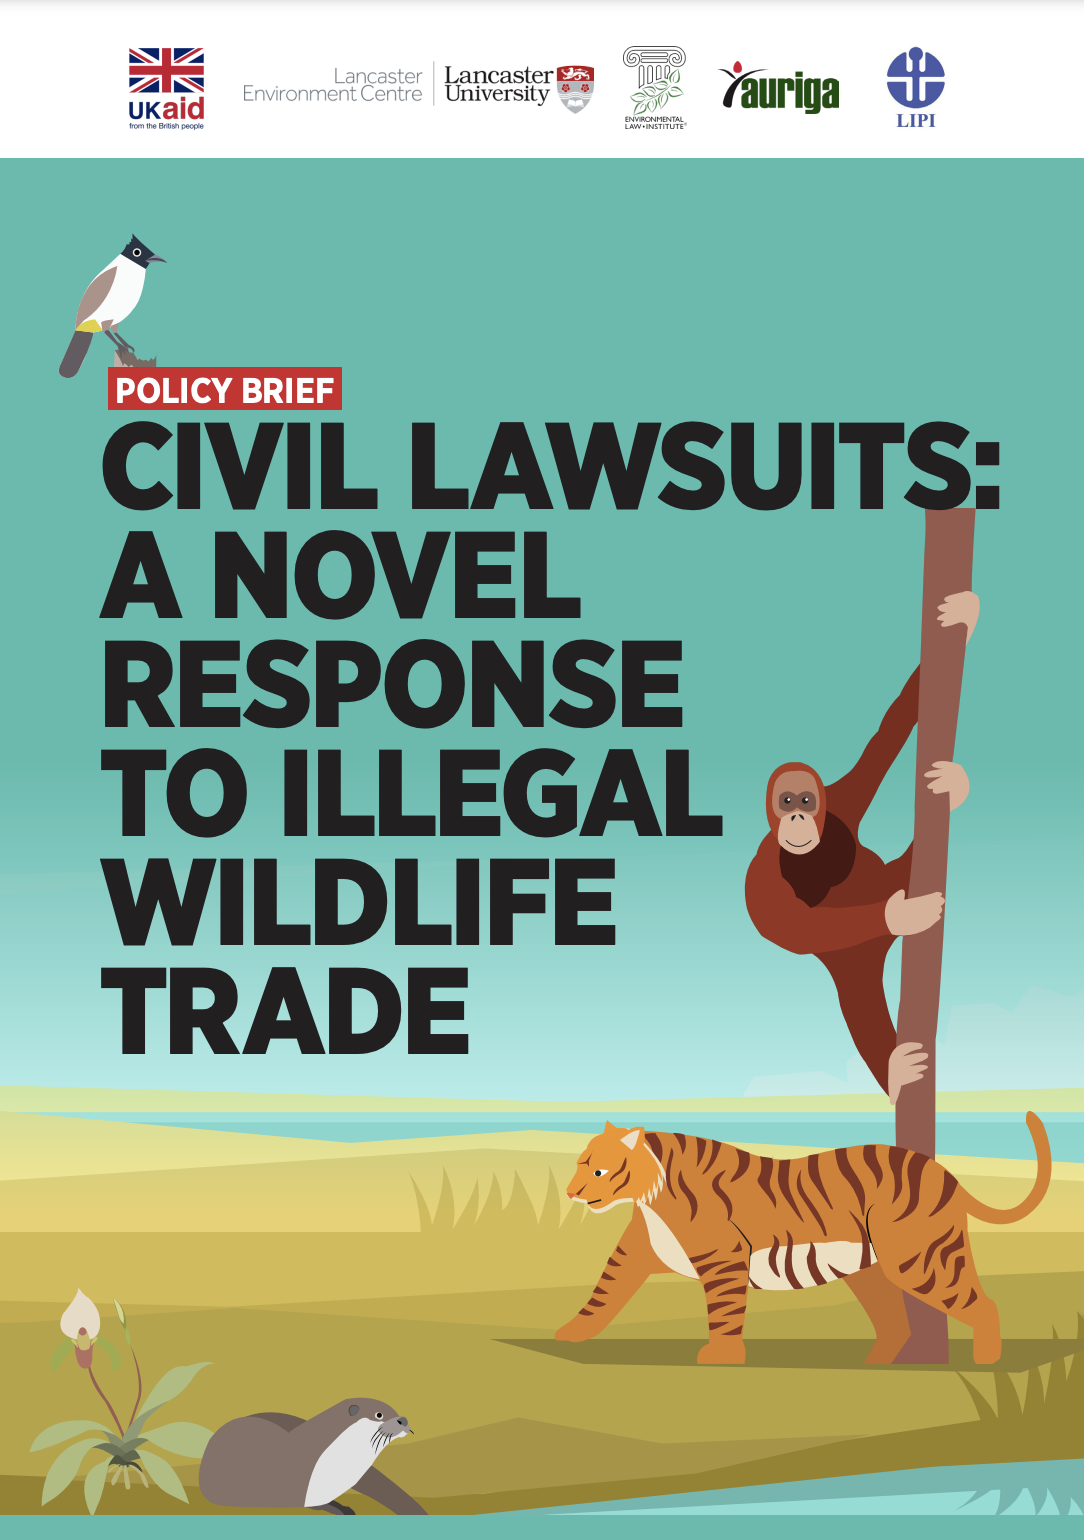 UKaid
from the British people
Lancaster
Environment Centre
Lancaster
University
ENVIRONMENTAL
LAW•INSTITUTE®
auriga
LIPI
POLICY BRIEF
CIVIL LAWSUITS:
A NOVEL
RESPONSE
TO ILLEGAL
WILDLIFE
TRADE